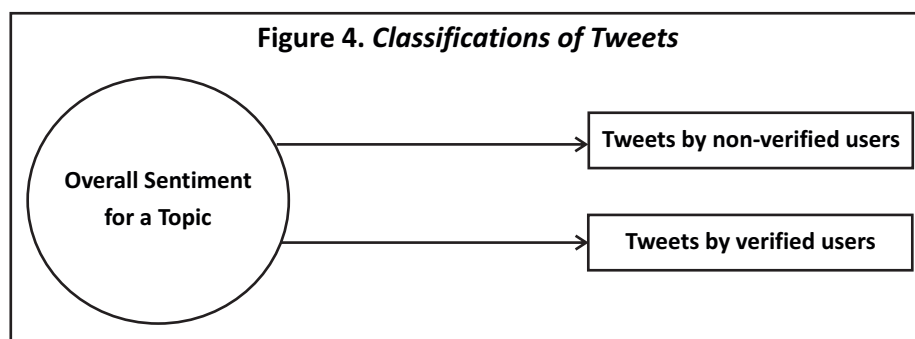 Figure 4. Classifications of Tweets
Overall Sentiment
for a Topic
Tweets by non-verified users
Tweets by verified users